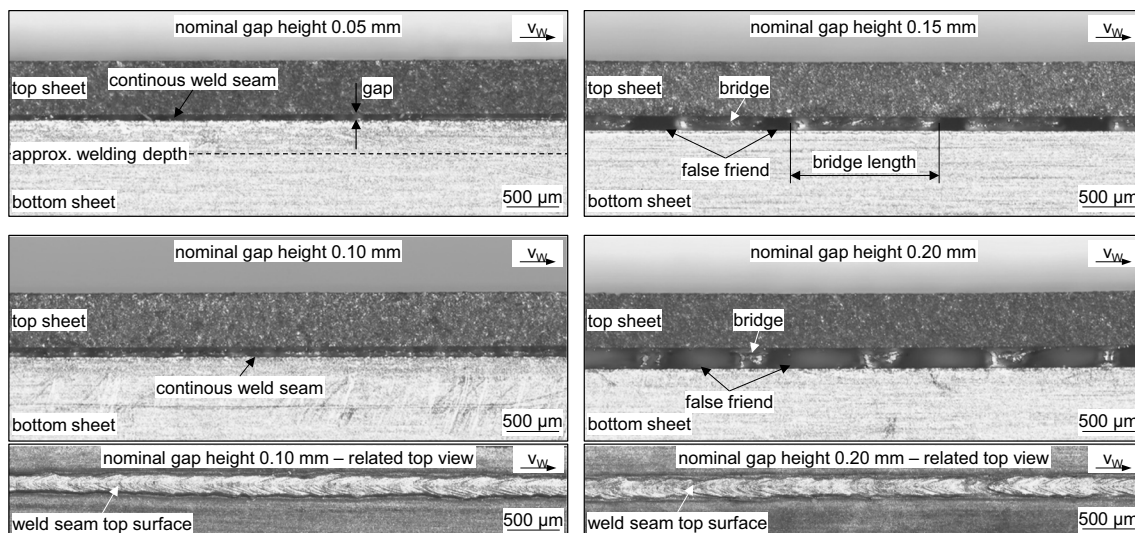 nominal gap height 0.05 mm
vW
continous weld seam
top sheet
gap
approx. welding depth
bottom sheet
500 µm
nominal gap height 0.15 mm
vW
top sheet
bridge
false friend
bridge length
bottom sheet
500 µm
nominal gap height 0.10 mm
vW
top sheet
continous weld seam
bottom sheet
500 µm
nominal gap height 0.10 mm – related top view
vW
weld seam top surface
500 µm
nominal gap height 0.20 mm
vW
top sheet
bridge
false friend
bottom sheet
500 µm
nominal gap height 0.20 mm – related top view
vW
weld seam top surface
500 µm